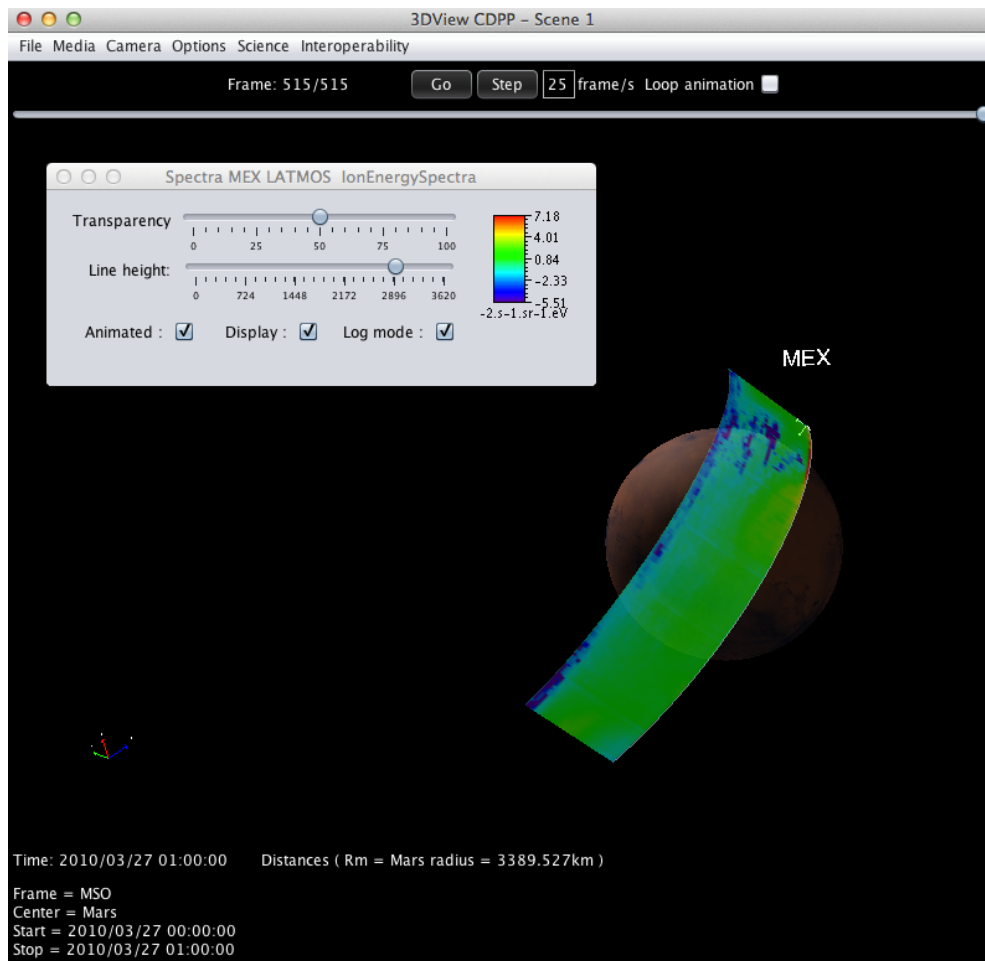 3DView CDPP – Scene 1
File Media Camera Options Science Interoperability
Frame: 515/515 Go Step 25 frame/s Loop animation
Spectra MEX LATMOS IonEnergySpectra
Transparency
0 25 50 75 100
Line height:
0 724 1448 2172 2896 3620
7.18
4.01
0.84
-2.33
-5.51
-2.s-1.sr-1.eV
Animated : Display : Log mode :
MEX
Time: 2010/03/27 01:00:00 Distances ( Rm = Mars radius = 3389.527km )
Frame = MSO
Center = Mars
Start = 2010/03/27 00:00:00
Stop = 2010/03/27 01:00:00